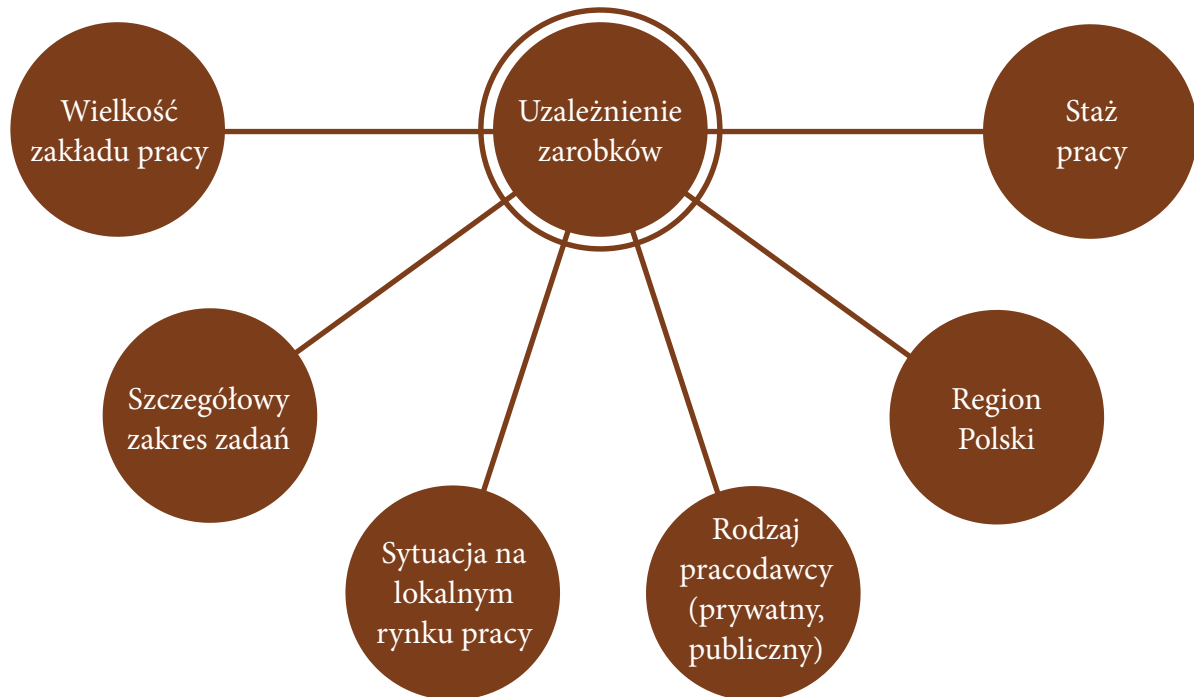 Wielkość
zakładu pracy
Uzależnienie
zarobków
Staż
pracy
Szczegółowy
zakres zadań
Region
Polski
Sytuacja na
lokalnym
rynku pracy
Rodzaj
pracodawcy
(prywatny,
publiczny)